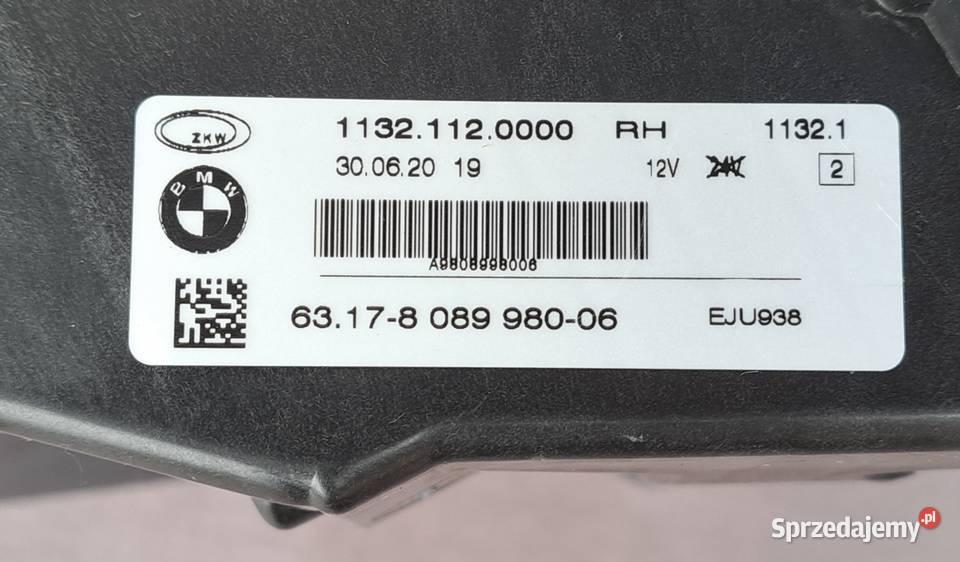 ZKW
1132.112.0000 RH 1132.1
30.06.20 19 12V 24V 2
BMW
A9808998006
63.17-8 089 980-06 EJU938
Sprzedajemy.pl